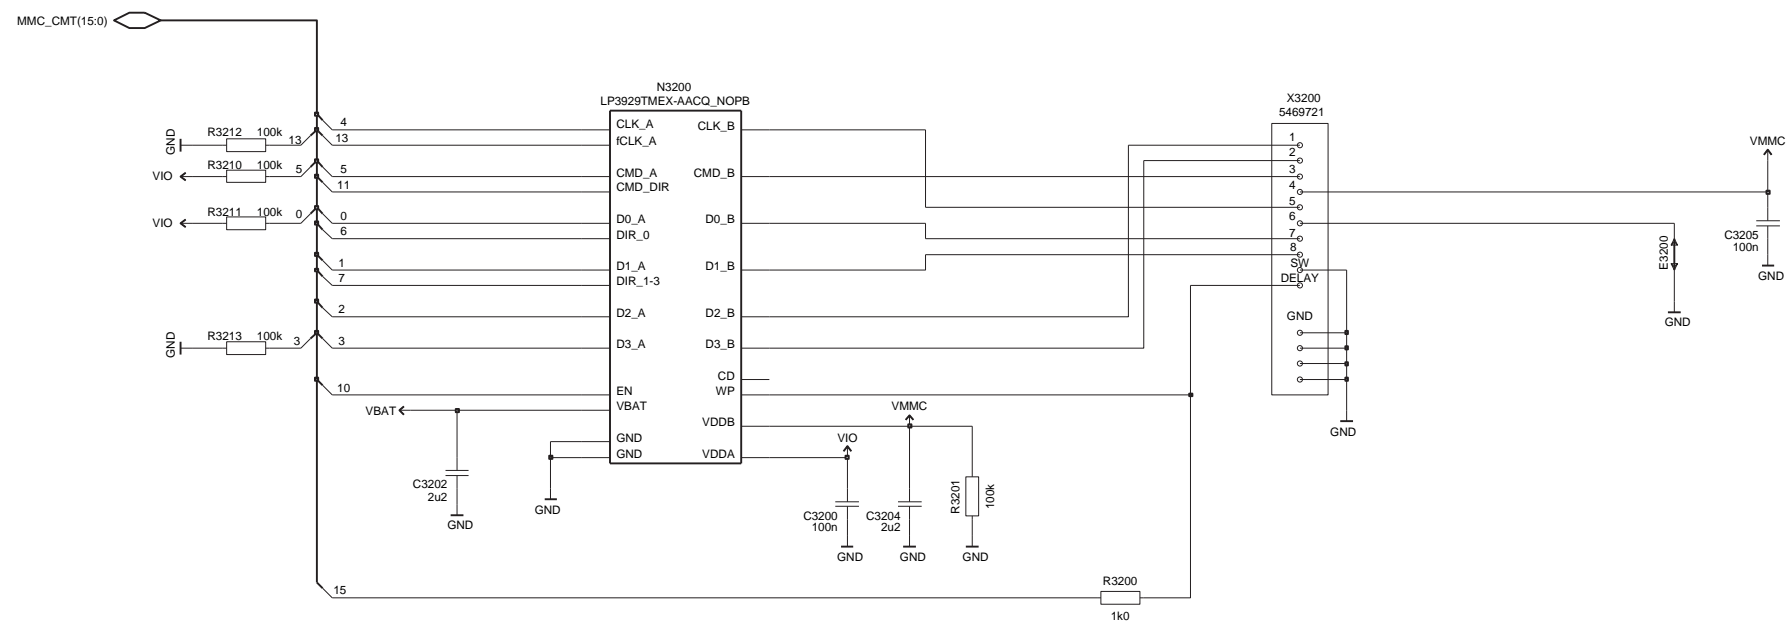 MMC_CMT(15:0)
N3200
LP3929TMEX-AACQ_NOPB
X3200
5469721
VMMC
GND
R3212 100k
13
4
13
CLK_A
fCLK_A
CLK_B
VIO
R3210 100k
5
5
11
CMD_A
CMD_DIR
CMD_B
VIO
R3211 100k
0
0
6
D0_A
DIR_0
D0_B
1
7
D1_A
DIR_1-3
D1_B
2
D2_A
D2_B
GND
R3213 100k
3
3
D3_A
D3_B
CD
10
EN
WP
VBAT
VBAT
VDDB
GND
GND
VDDA
1
2
3
4
5
6
7
8
SW
DELAY
GND
GND
E3200
GND
C3205
100n
GND
C3202
2u2
GND
GND
VIO
C3200
100n
GND
VMMC
C3204
2u2
GND
R3201
100k
GND
15
R3200
1k0